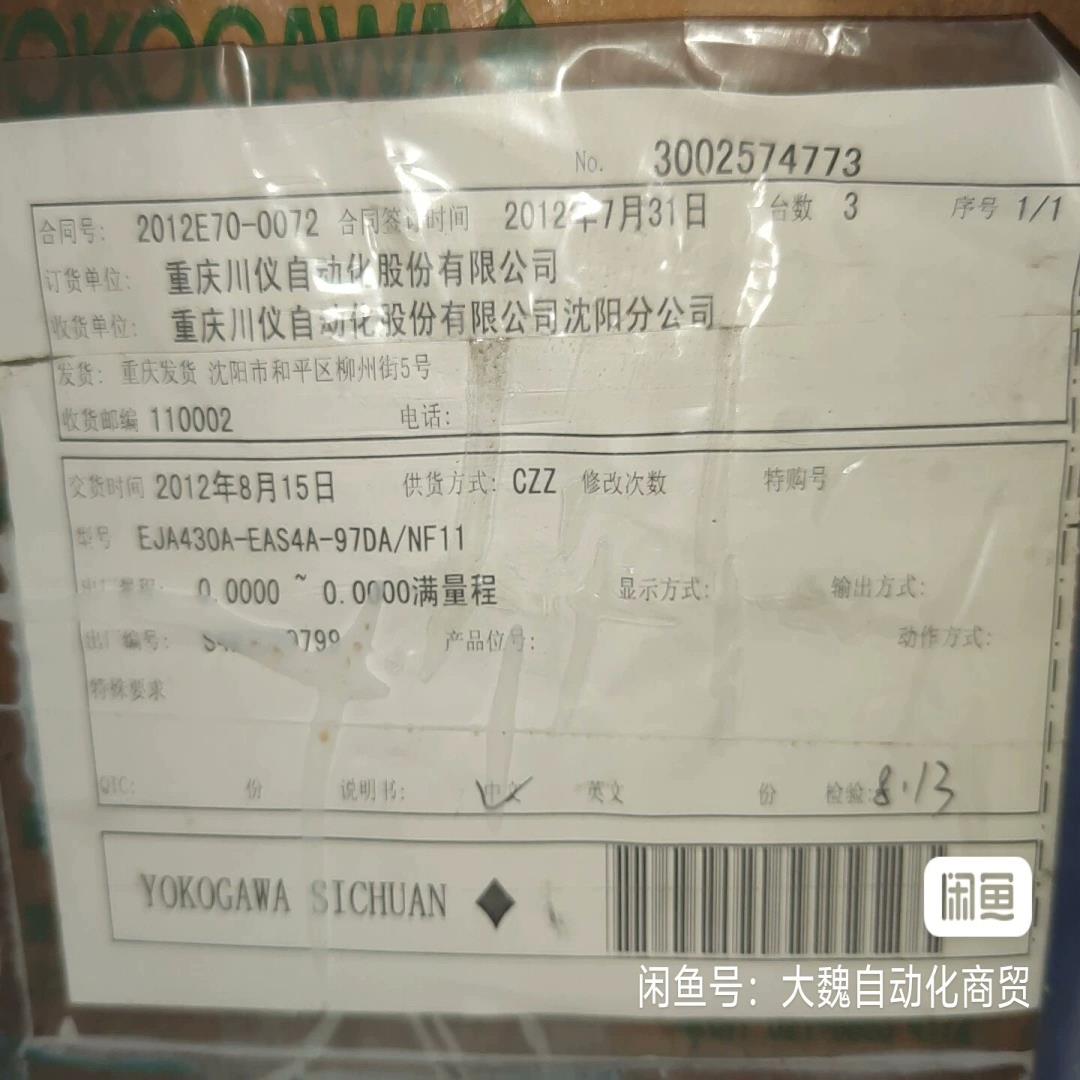 YOKOGAWA
No. 3002574773
合同号: 2012E70-0072 合同签订时间 2012年7月31日 台数 3 序号 1/1
订货单位: 重庆川仪自动化股份有限公司
收货单位: 重庆川仪自动化股份有限公司沈阳分公司
发货: 重庆发货 沈阳市和平区柳州街5号
收货邮编 110002 电话:
交货时间 2012年8月15日 供货方式: CZZ 修改次数 特购号
型号 EJA430A-EAS4A-97DA/NF11
出厂量程: 0.0000 ~ 0.0000满量程 显示方式: 输出方式:
出厂编号: 产品位号: 动作方式:
特殊要求
QIC: 份 说明书: 中文 英文 份 检验: 8.13
YOKOGAWA SICHUAN
闲鱼
闲鱼号：大魏自动化商贸